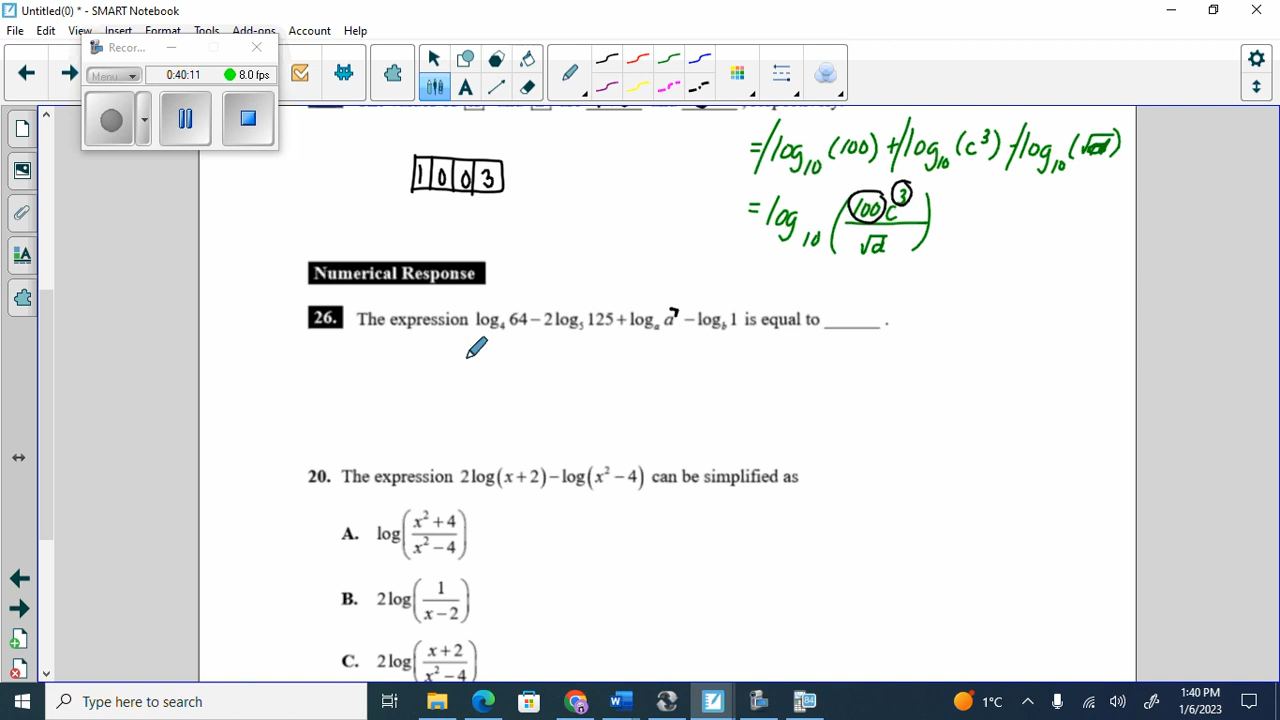 Untitled(0) * - SMART Notebook
File Edit View Insert Format Tools Add-ons Account Help
Recor...
Menu 0:40:11 8.0 fps
1 0 0 3
= log₁₀(100) + log₁₀(c³) - log₁₀(√d)
= log₁₀(100c³/√d)
Numerical Response
26. The expression log₄ 64 − 2 log₅ 125 + logₐ a⁷ − log_b 1 is equal to ______ .
20. The expression 2log(x+2) − log(x² − 4) can be simplified as
A. log((x² + 4)/(x² − 4))
B. 2log(1/(x − 2))
C. 2log((x + 2)/(x² − 4))
Type here to search
1°C
1:40 PM
1/6/2023